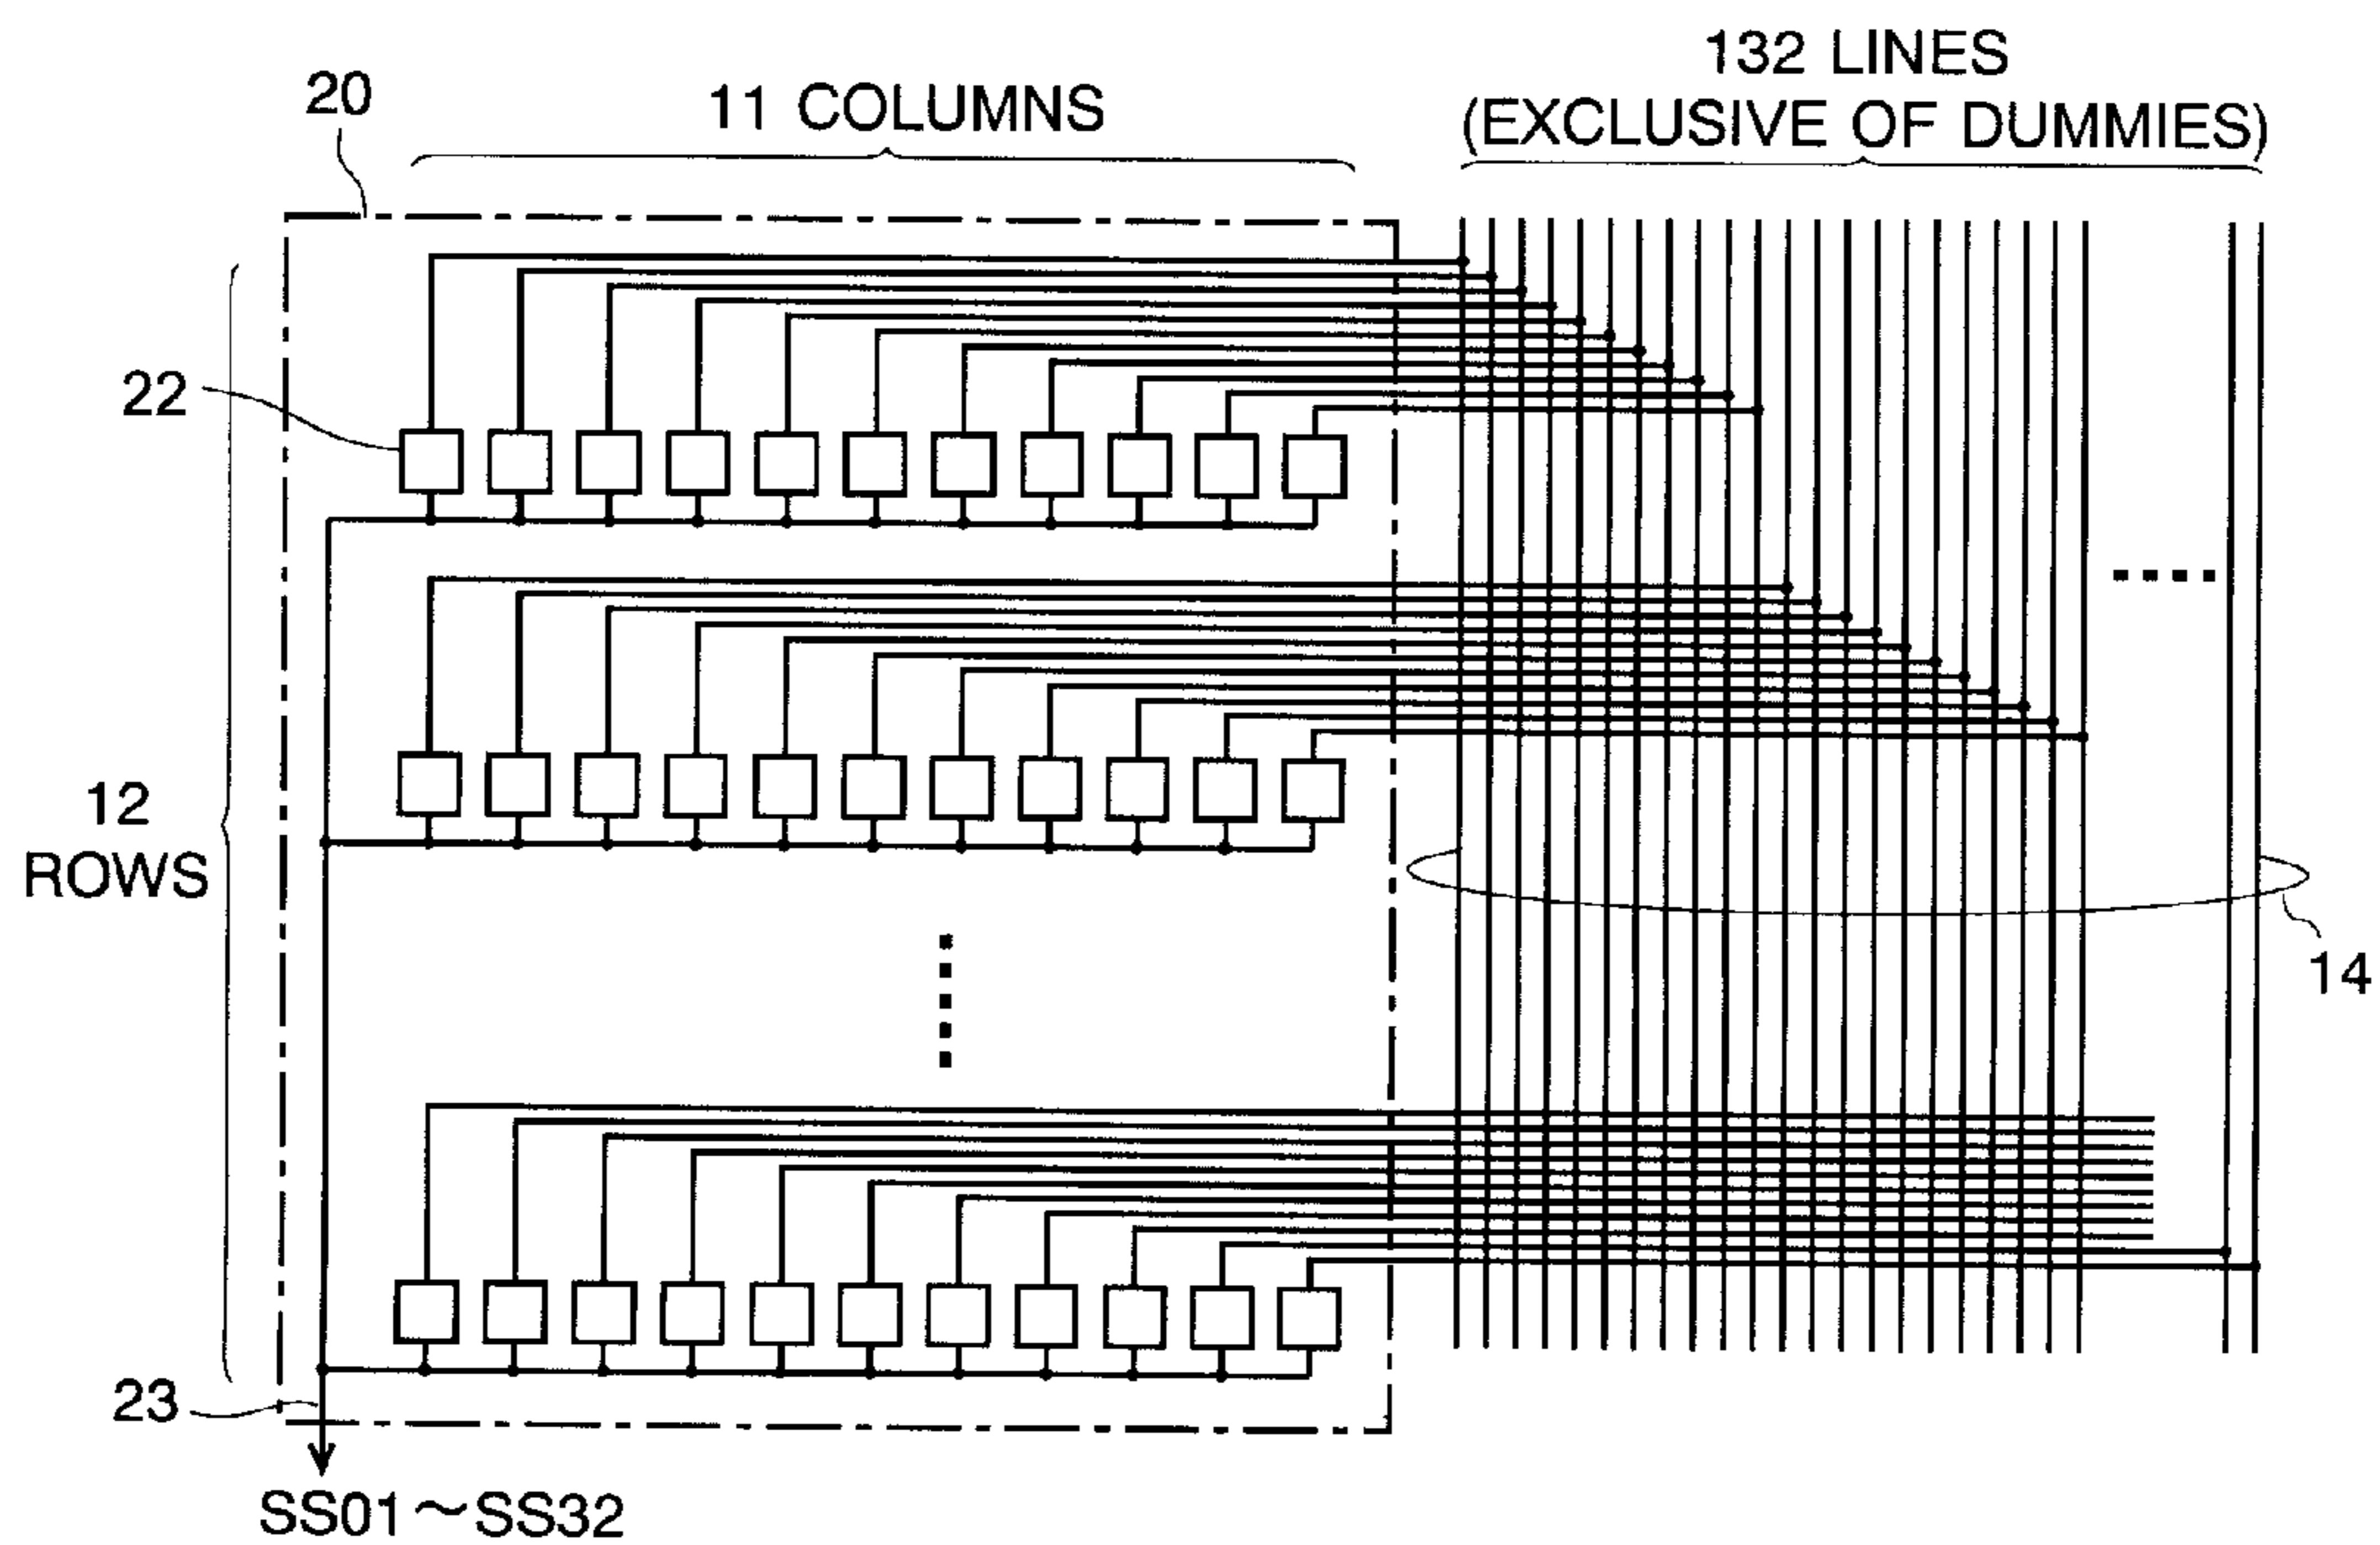 132 LINES
(EXCLUSIVE OF DUMMIES)
20
11 COLUMNS
22
12
ROWS
14
23
SS01~SS32